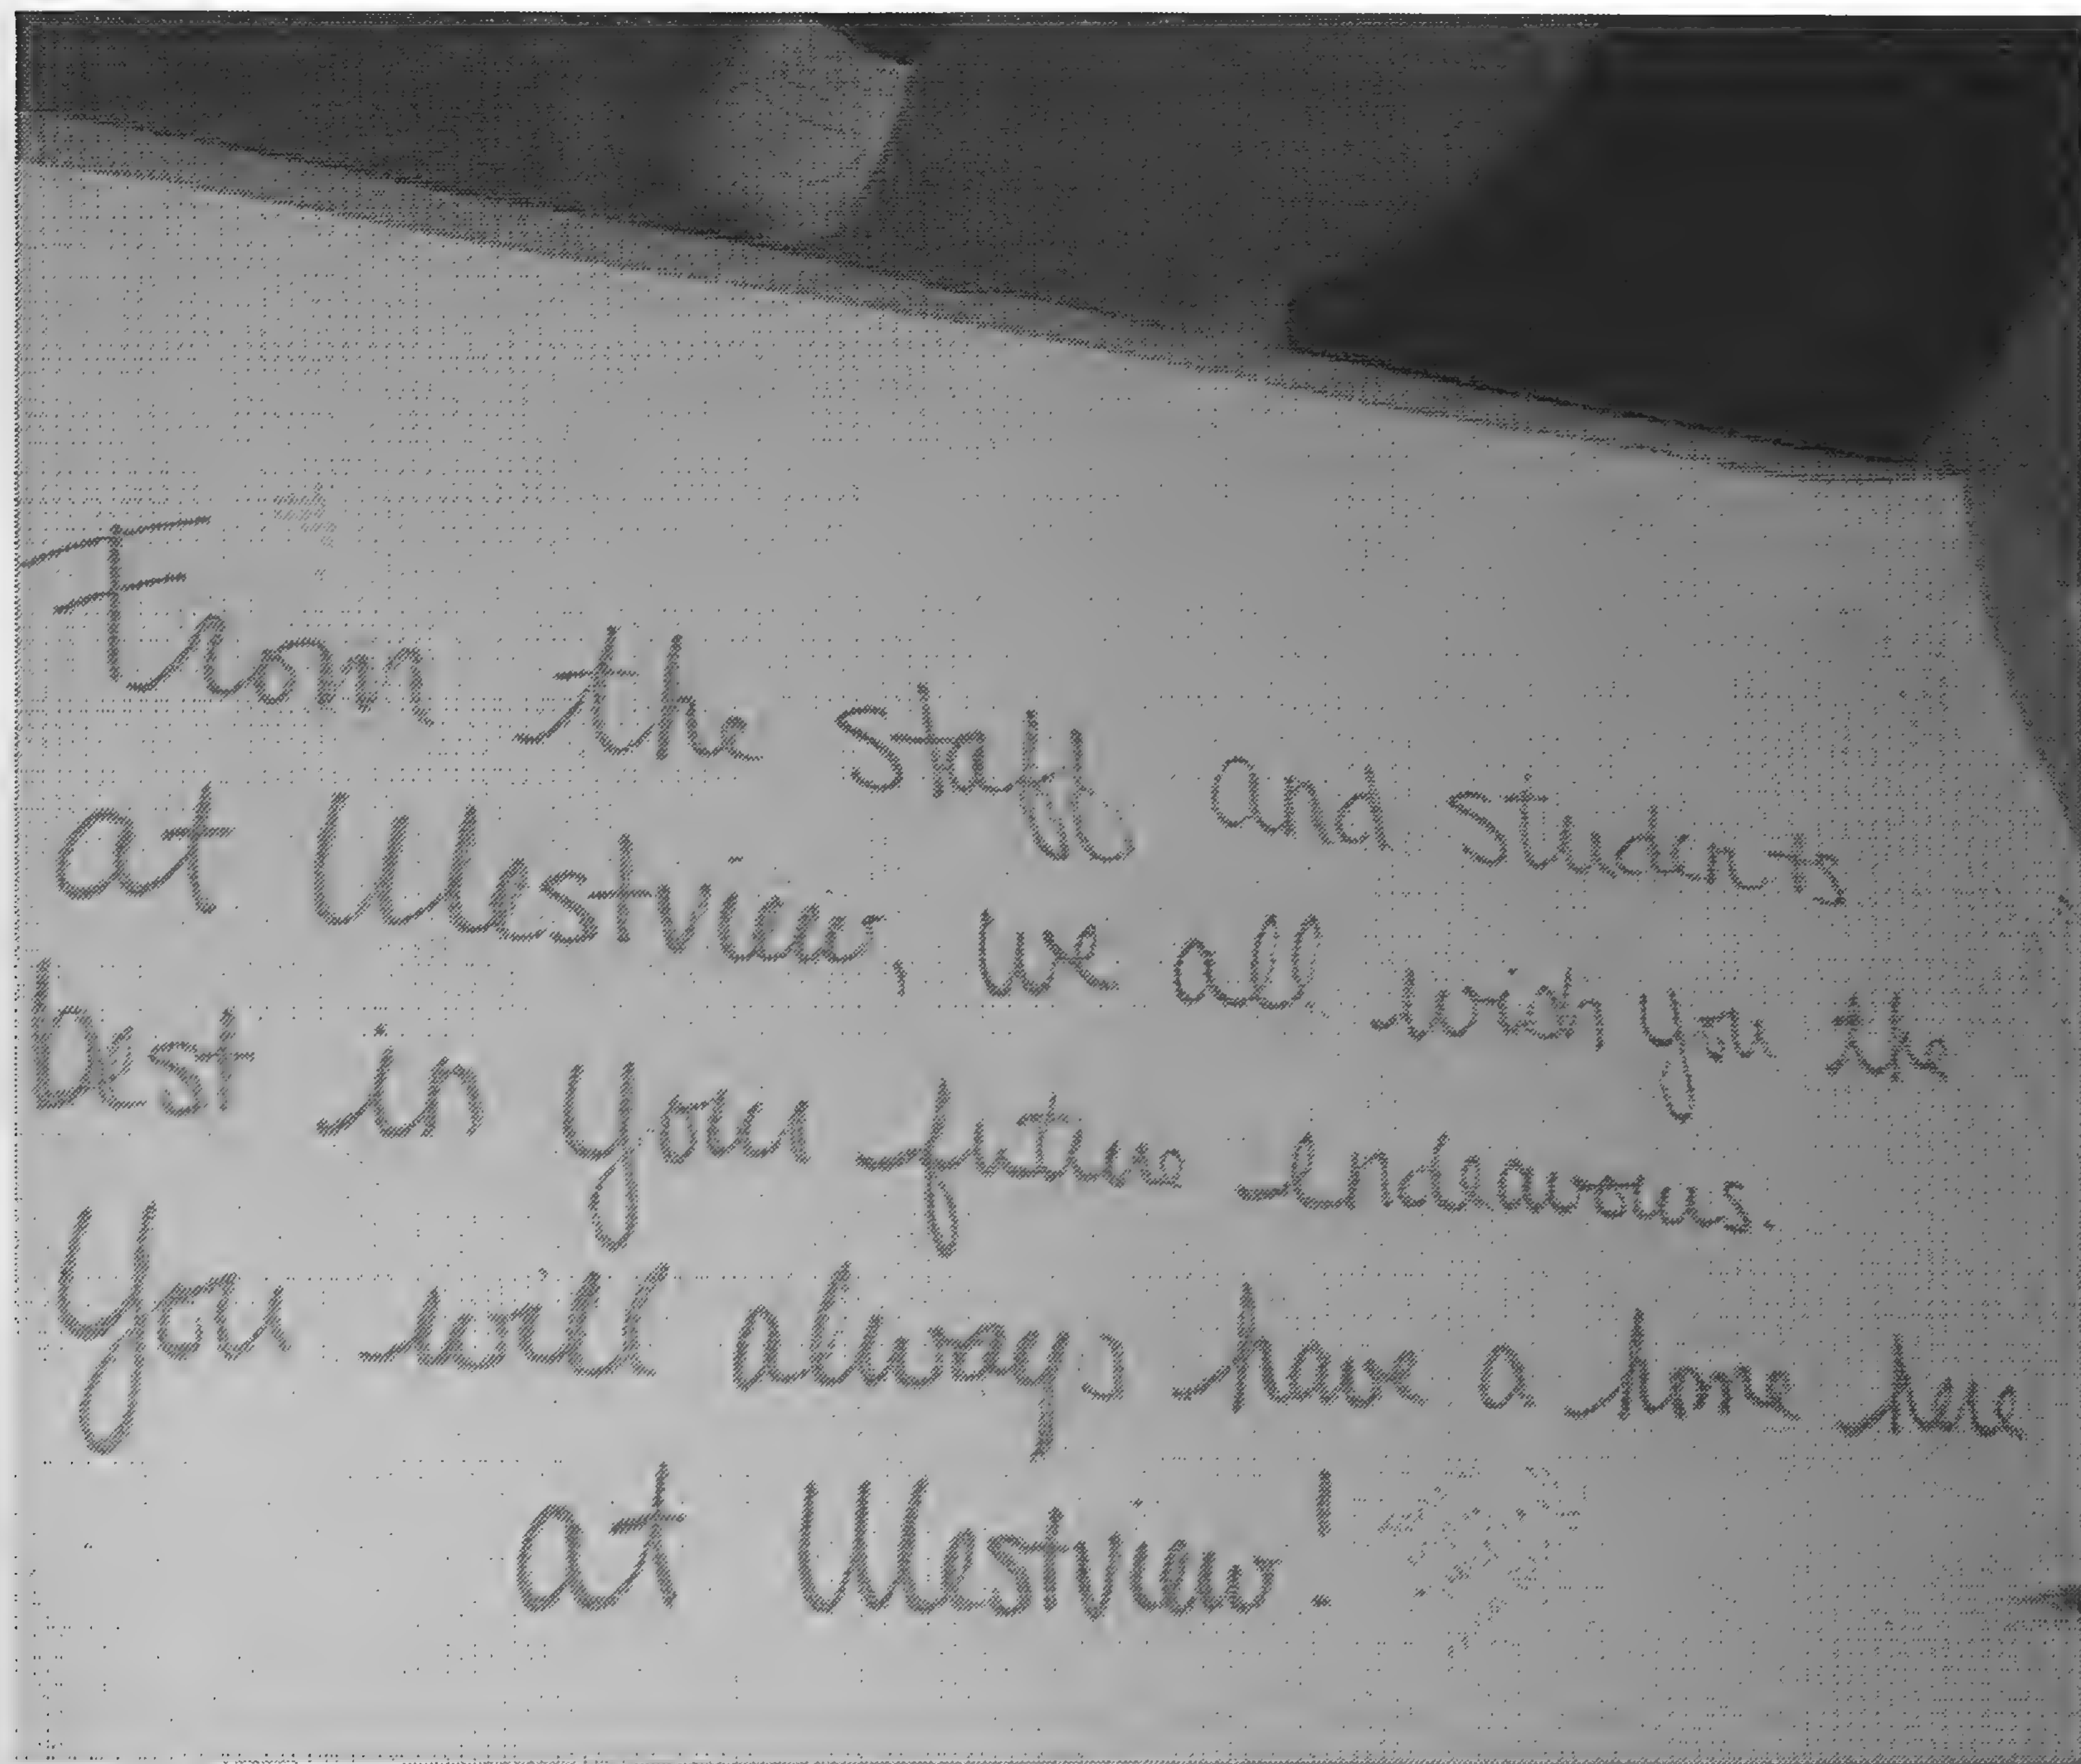 From the staff and students
at Westview, we all wish you the
best in your future endeavours.
You will always have a home here
at Westview!